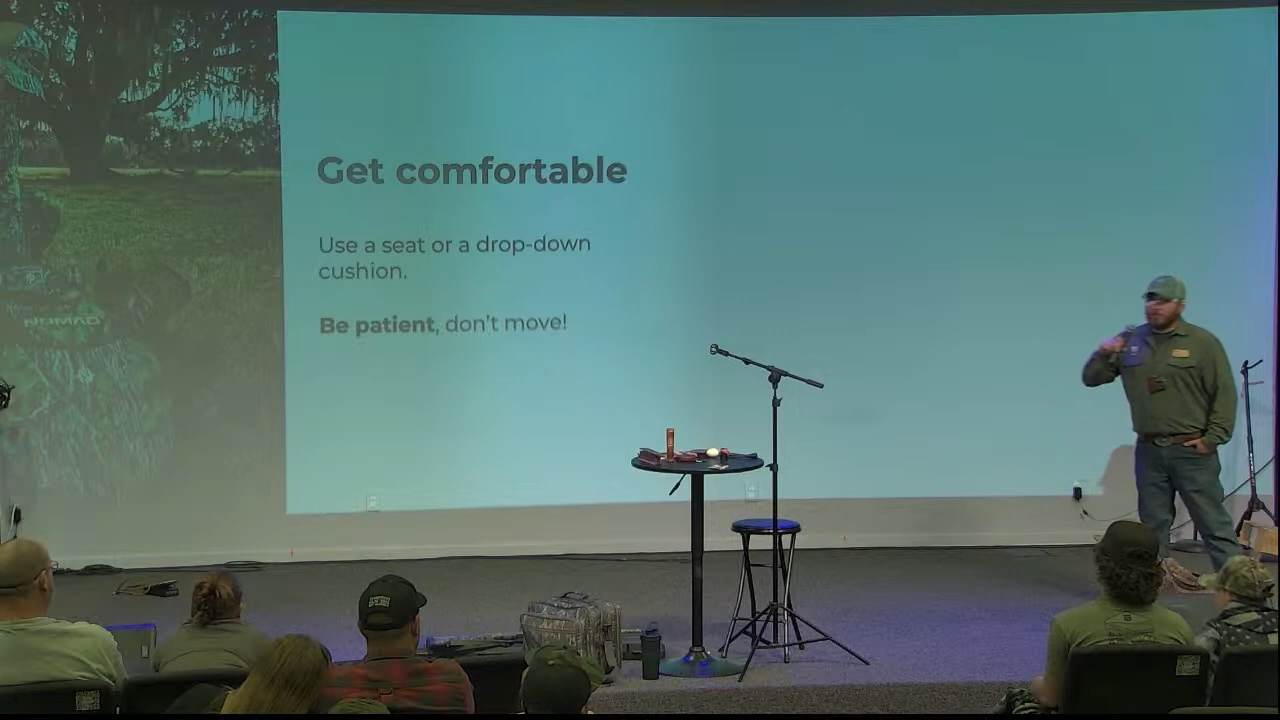 Get comfortable
Use a seat or a drop-down
cushion.
Be patient, don't move!
NOMAD